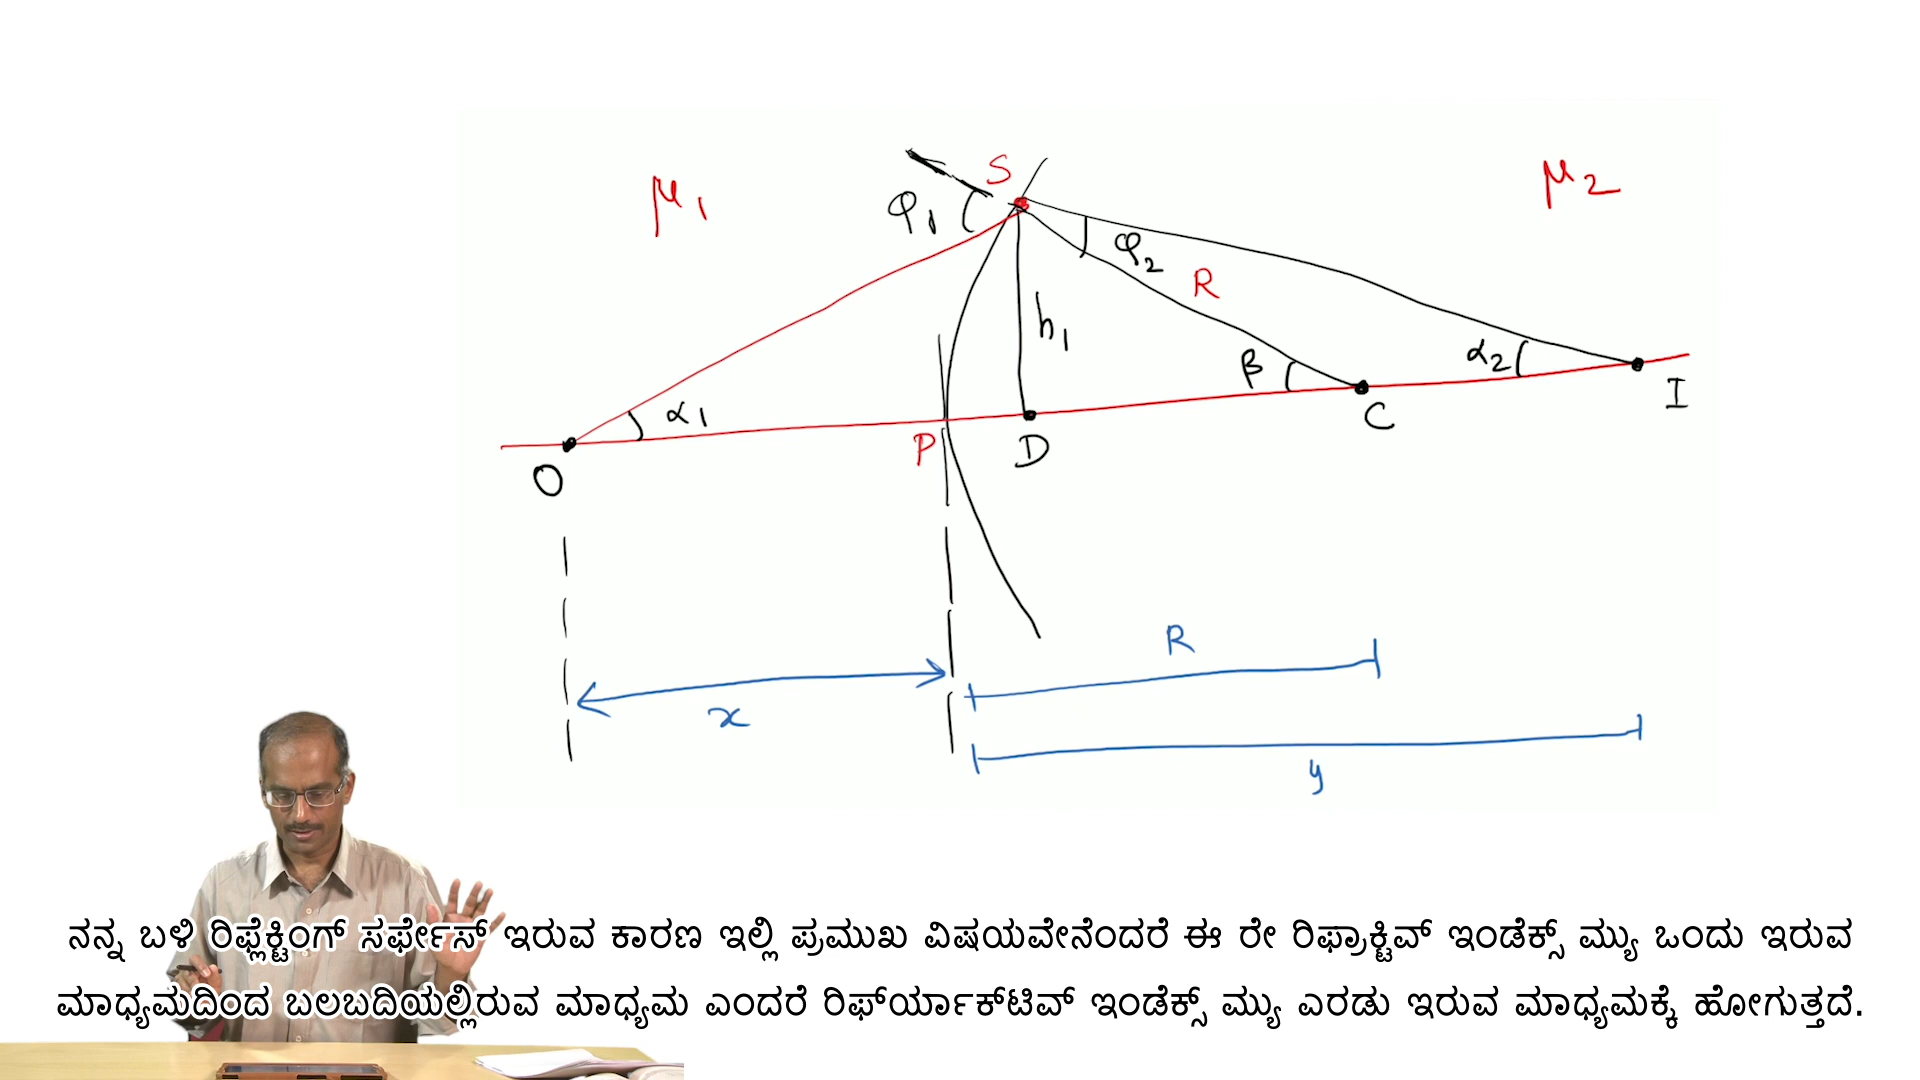 μ1
S
μ2
φ1
φ2
R
h1
β
α2
I
α1
C
P
D
O
R
x
y
ನನ್ನ ಬಳಿ ರಿಫ್ಲೆಕ್ಟಿಂಗ್ ಸರ್ಫೇಸ್ ಇರುವ ಕಾರಣ ಇಲ್ಲಿ ಪ್ರಮುಖ ವಿಷಯವೇನೆಂದರೆ ಈ ರೇ ರಿಫ್ರಾಕ್ಟಿವ್ ಇಂಡೆಕ್ಸ್ ಮ್ಯು ಒಂದು ಇರುವ
ಮಾಧ್ಯಮದಿಂದ ಬಲಬದಿಯಲ್ಲಿರುವ ಮಾಧ್ಯಮ ಎಂದರೆ ರಿಫ್‌ರ್ಯಾಕ್‌ಟಿವ್ ಇಂಡೆಕ್ಸ್ ಮ್ಯು ಎರಡು ಇರುವ ಮಾಧ್ಯಮಕ್ಕೆ ಹೋಗುತ್ತದೆ.